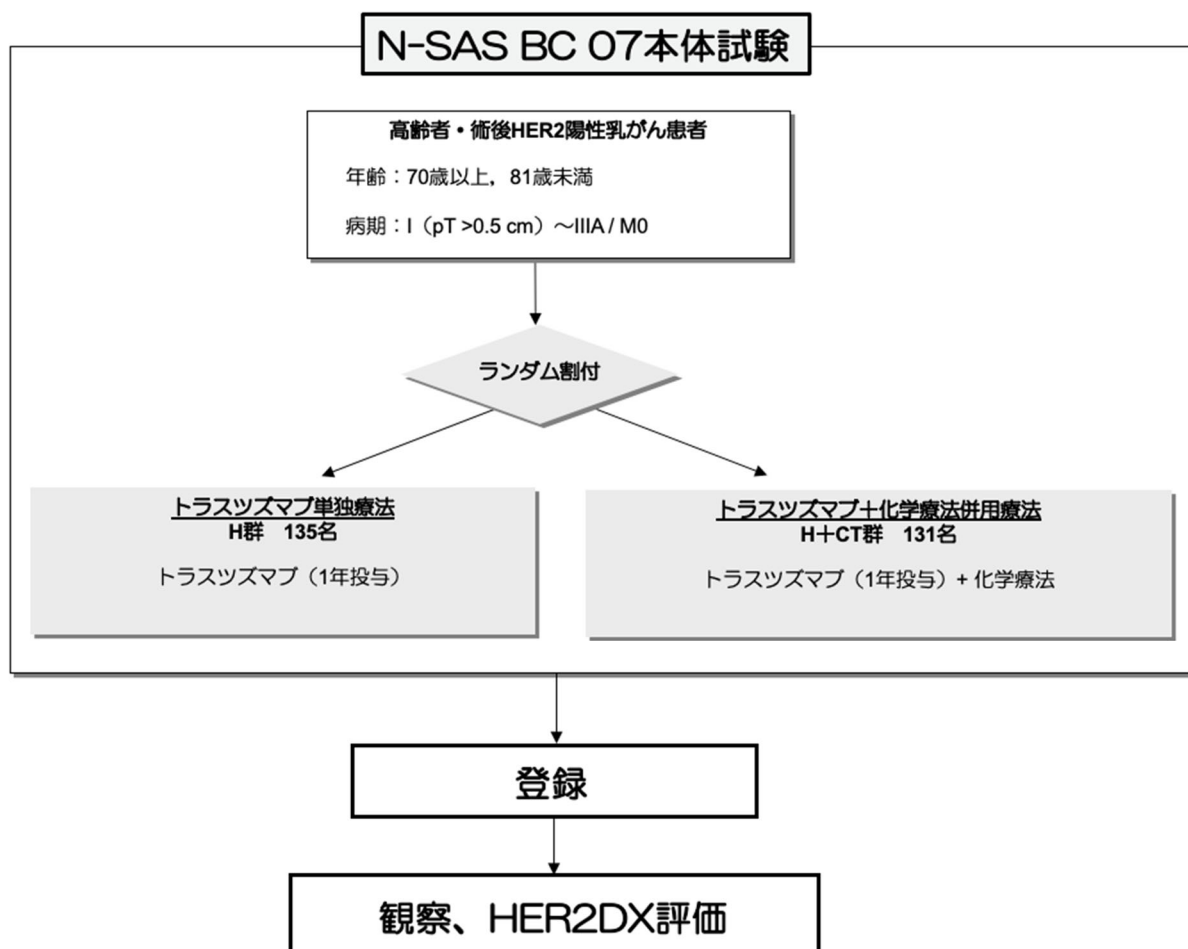 N-SAS BC 07本体試験
高齢者・術後HER2陽性乳がん患者
年齢：70歳以上，81歳未満
病期：I（pT >0.5 cm）～IIIA / M0
ランダム割付
トラスツズマブ単独療法
H群　135名
トラスツズマブ（1年投与）
トラスツズマブ＋化学療法併用療法
H＋CT群　131名
トラスツズマブ（1年投与）+ 化学療法
登録
観察、HER2DX評価